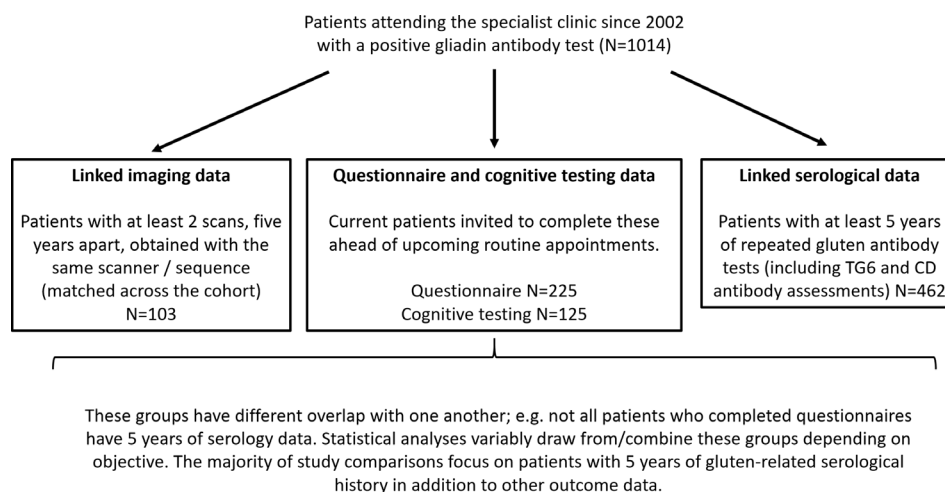 Patients attending the specialist clinic since 2002
with a positive gliadin antibody test (N=1014)
Linked imaging data
Patients with at least 2 scans, five
years apart, obtained with the
same scanner / sequence
(matched across the cohort)
N=103
Questionnaire and cognitive testing data
Current patients invited to complete these
ahead of upcoming routine appointments.
Questionnaire N=225
Cognitive testing N=125
Linked serological data
Patients with at least 5 years
of repeated gluten antibody
tests (including TG6 and CD
antibody assessments) N=462
These groups have different overlap with one another; e.g. not all patients who completed questionnaires
have 5 years of serology data. Statistical analyses variably draw from/combine these groups depending on
objective. The majority of study comparisons focus on patients with 5 years of gluten-related serological
history in addition to other outcome data.